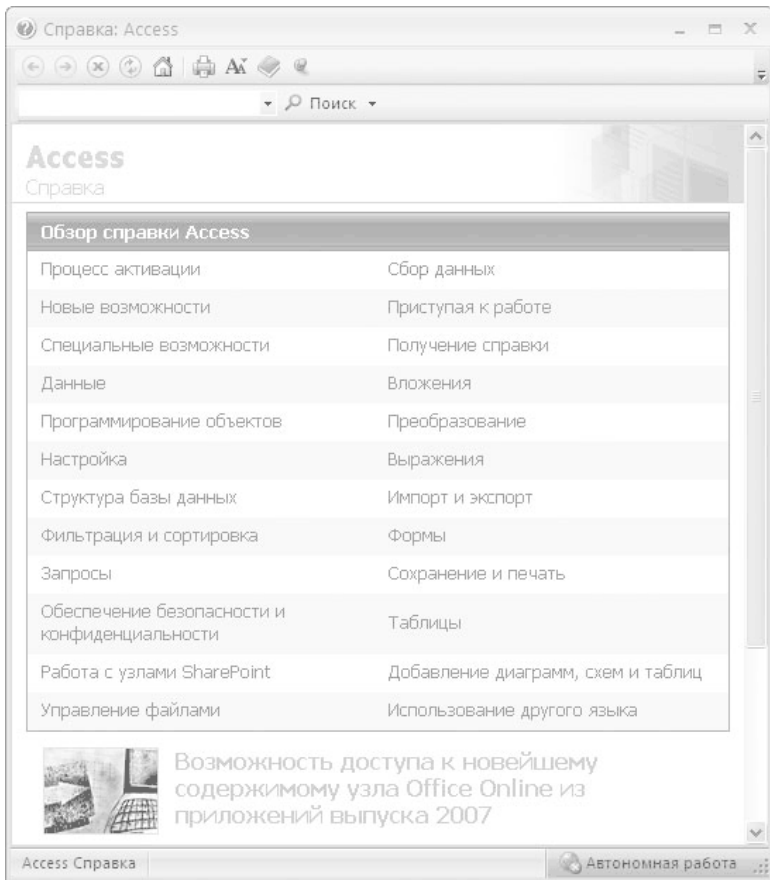 Справка: Access
Поиск
Access
Справка
Обзор справки Access
Процесс активации Сбор данных
Новые возможности Приступая к работе
Специальные возможности Получение справки
Данные Вложения
Программирование объектов Преобразование
Настройка Выражения
Структура базы данных Импорт и экспорт
Фильтрация и сортировка Формы
Запросы Сохранение и печать
Обеспечение безопасности и
конфиденциальности Таблицы
Работа с узлами SharePoint Добавление диаграмм, схем и таблиц
Управление файлами Использование другого языка
Возможность доступа к новейшему
содержимому узла Office Online из
приложений выпуска 2007
Access Справка Автономная работа